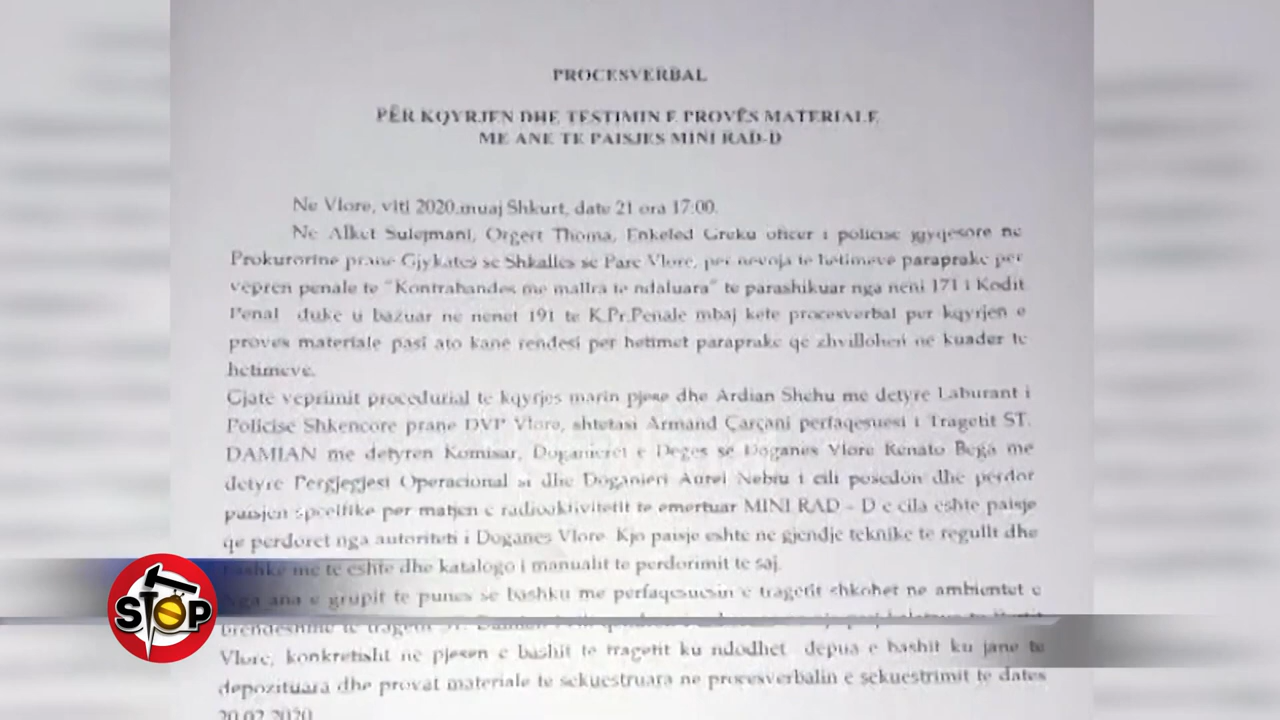 PROCESVERBAL
PËR KQYRJEN DHE TESTIMIN E PROVËS MATERIALE
ME ANE TE PAISJES MINI RAD-D
Ne Vlore, viti 2020.muaj Shkurt, date 21 ora 17:00.
Ne Alket Sulejmani, Orgert Thoma, Enkeled Greku oficer i policise gjyqesore ne
Prokurorine prane Gjykates se Shkalles se Pare Vlore, per nevoja te hetimeve paraprake per
vepren penale te "Kontrabandes me mallra te ndaluara" te parashikuar nga neni 171 i Kodit
Penal duke u bazuar ne nenet 191 te K.Pr.Penale mbaj kete procesverbal per kqyrjen e
proves materiale pasi ato kane rendesi per hetimet paraprake qe zhvillohen ne kuader te
hetimeve.
Gjate veprimit procedurial te kqyrjes marin pjese dhe Ardian Shehu me detyre Laburant i
Policise Shkencore prane DVP Vlore, shtetasi Armand Çarçani perfaqesuesi i Tragetit ST.
DAMIAN me detyren Komisar, Doganieret e Deges se Doganes Vlore Renato Bega me
detyre Pergjegjesi Operacional si dhe Doganieri Aurel Nebiu i cili posedon dhe perdor
paisjen specifike per matjen e radioaktivitetit te emertuar MINI RAD – D e cila eshte paisje
qe perdoret nga autoriteti i Doganes Vlore. Kjo paisje eshte ne gjendje teknike te regullt dhe
bashke me te eshte dhe katalogo i manualit te perdorimit te saj.
Nga ana e grupit te punes se bashku me perfaqesuesin e tragetit shkohet ne ambientet e
brendeshme te tragetit ST. Damian
Vlore, konkretisht ne pjesen e bashit te tragetit ku ndodhet depua e bashit ku jane te
depozituara dhe provat materiale te sekuestruara ne procesverbalin e sekuestrimit te dates
20.02.2020
STOP